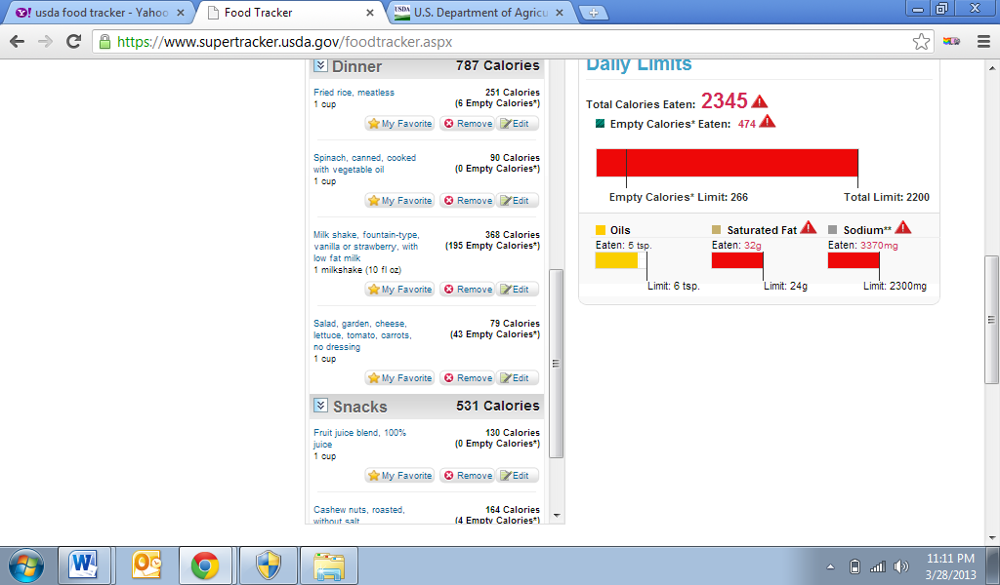 usda food tracker - Yahoo
Food Tracker
U.S. Department of Agricu
https://www.supertracker.usda.gov/foodtracker.aspx
Dinner 787 Calories
Fried rice, meatless 251 Calories
1 cup (6 Empty Calories*)
My Favorite Remove Edit
Spinach, canned, cooked 90 Calories
with vegetable oil (0 Empty Calories*)
1 cup
My Favorite Remove Edit
Milk shake, fountain-type, 368 Calories
vanilla or strawberry, with (195 Empty Calories*)
low fat milk
1 milkshake (10 fl oz)
My Favorite Remove Edit
Salad, garden, cheese, 79 Calories
lettuce, tomato, carrots, (43 Empty Calories*)
no dressing
1 cup
My Favorite Remove Edit
Snacks 531 Calories
Fruit juice blend, 100% 130 Calories
juice (0 Empty Calories*)
1 cup
My Favorite Remove Edit
Cashew nuts, roasted, 164 Calories
without salt (4 Empty Calories*)
Daily Limits
Total Calories Eaten: 2345
Empty Calories* Eaten: 474
Empty Calories* Limit: 266 Total Limit: 2200
Oils Saturated Fat Sodium**
Eaten: 5 tsp. Eaten: 32g Eaten: 3370mg
Limit: 6 tsp. Limit: 24g Limit: 2300mg
11:11 PM
3/28/2013